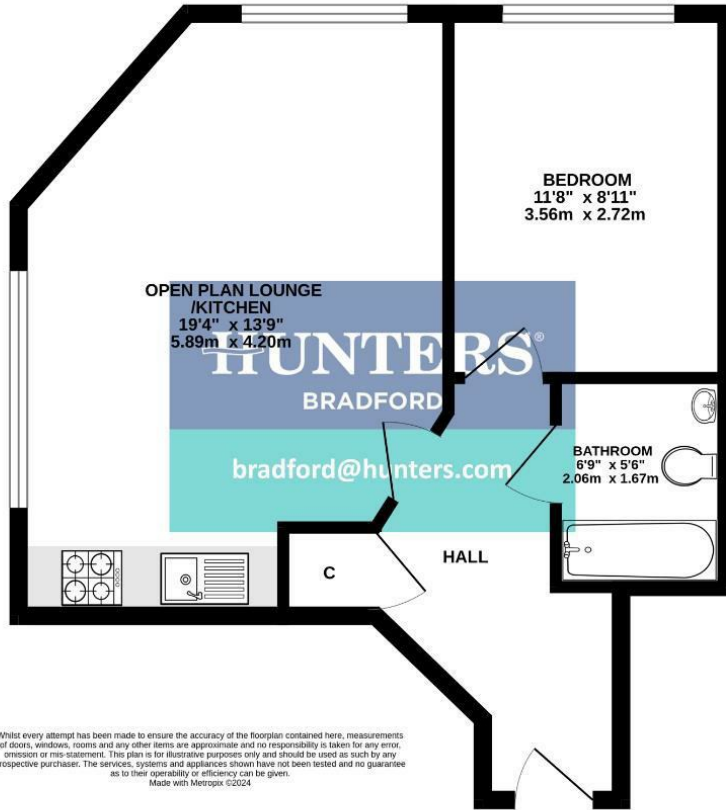 BEDROOM
11'8" x 8'11"
3.56m x 2.72m
OPEN PLAN LOUNGE
/KITCHEN
19'4" x 13'9"
5.89m x 4.20m
HUNTERS®
BRADFORD
bradford@hunters.com
BATHROOM
6'9" x 5'6"
2.06m x 1.67m
HALL
C
Whilst every attempt has been made to ensure the accuracy of the floorplan contained here, measurements
of doors, windows, rooms and any other items are approximate and no responsibility is taken for any error,
omission or mis-statement. This plan is for illustrative purposes only and should be used as such by any
rospective purchaser. The services, systems and appliances shown have not been tested and no guarantee
as to their operability or efficiency can be given.
Made with Metropix ©2024